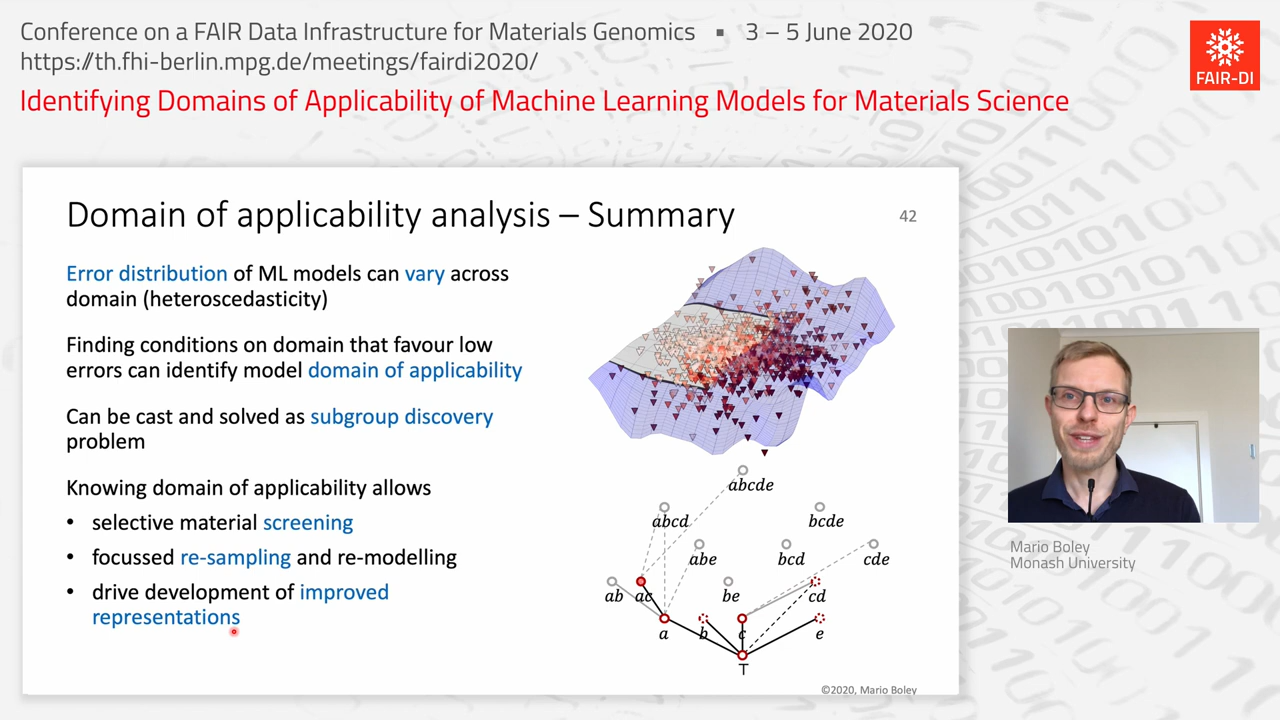 Conference on a FAIR Data Infrastructure for Materials Genomics ▪ 3 – 5 June 2020
https://th.fhi-berlin.mpg.de/meetings/fairdi2020/
Identifying Domains of Applicability of Machine Learning Models for Materials Science
FAIR-DI
Domain of applicability analysis – Summary
42
Error distribution of ML models can vary across
domain (heteroscedasticity)
Finding conditions on domain that favour low
errors can identify model domain of applicability
Can be cast and solved as subgroup discovery
problem
Knowing domain of applicability allows
• selective material screening
• focussed re-sampling and re-modelling
• drive development of improved
representations
abcde
abcd bcde
abe bcd cde
ab ac be cd
a b c e
⊤
©2020, Mario Boley
Mario Boley
Monash University